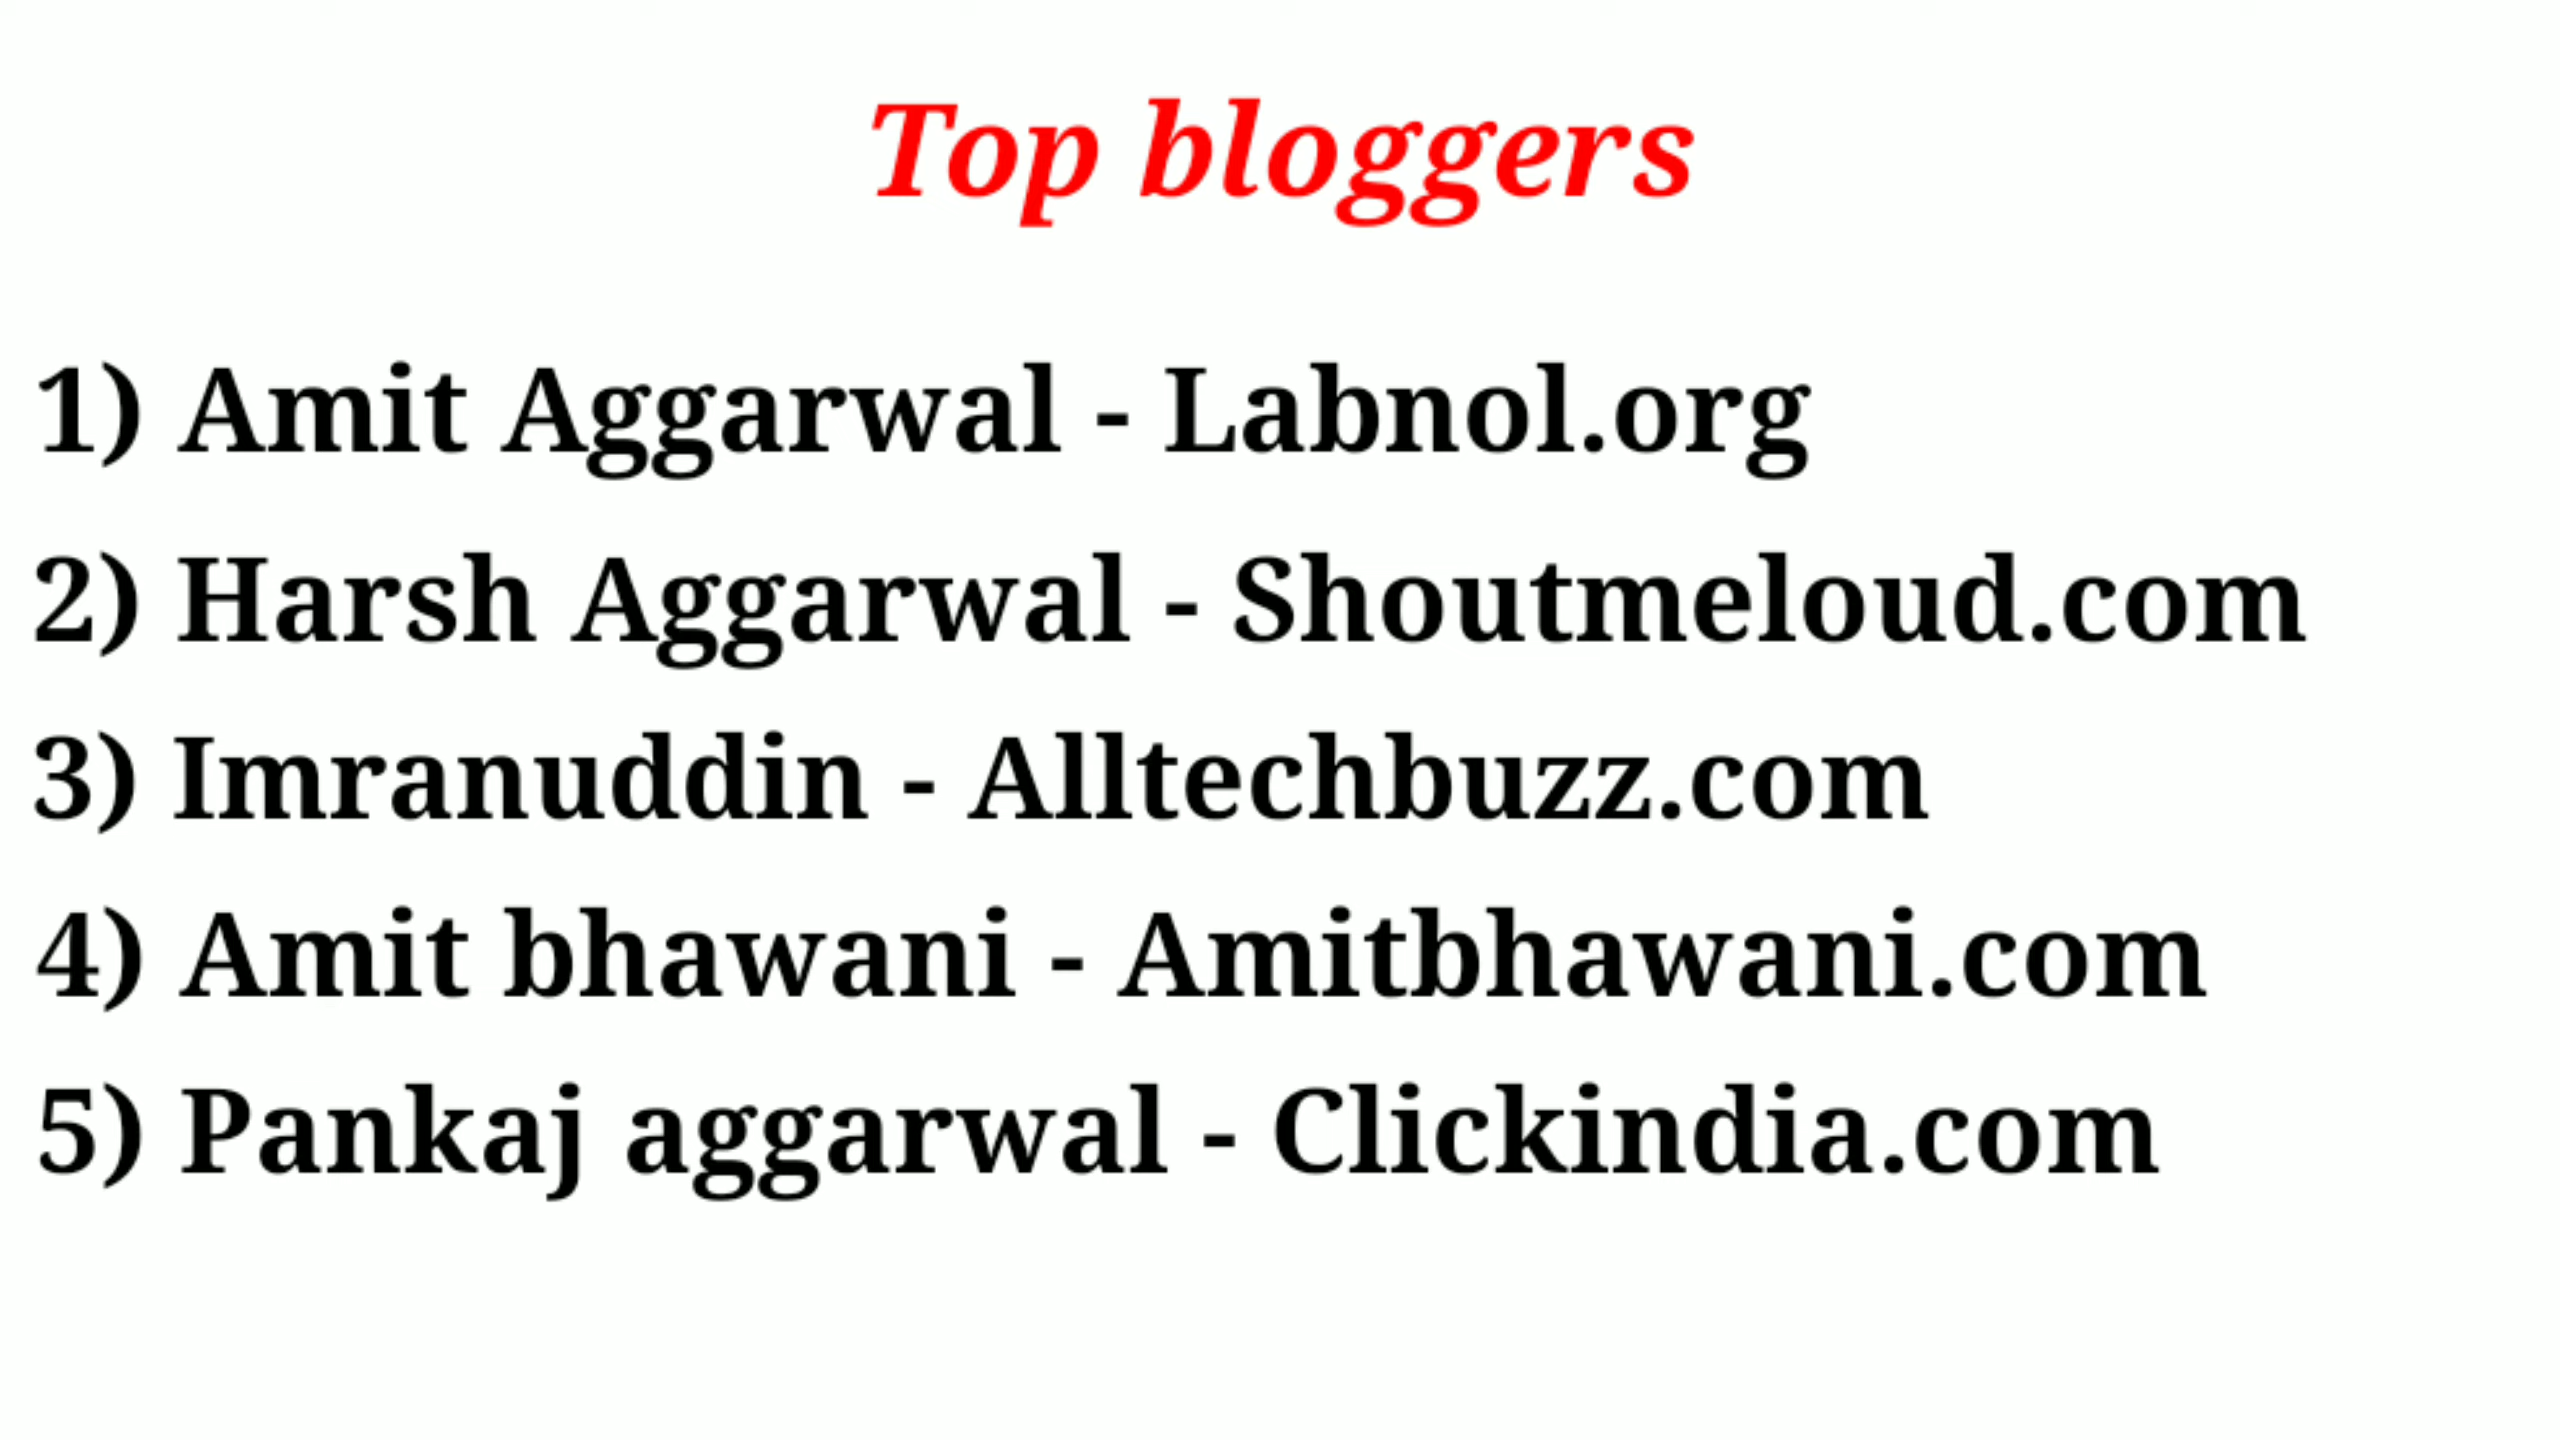 Top bloggers
1) Amit Aggarwal - Labnol.org
2) Harsh Aggarwal - Shoutmeloud.com
3) Imranuddin - Alltechbuzz.com
4) Amit bhawani - Amitbhawani.com
5) Pankaj aggarwal - Clickindia.com